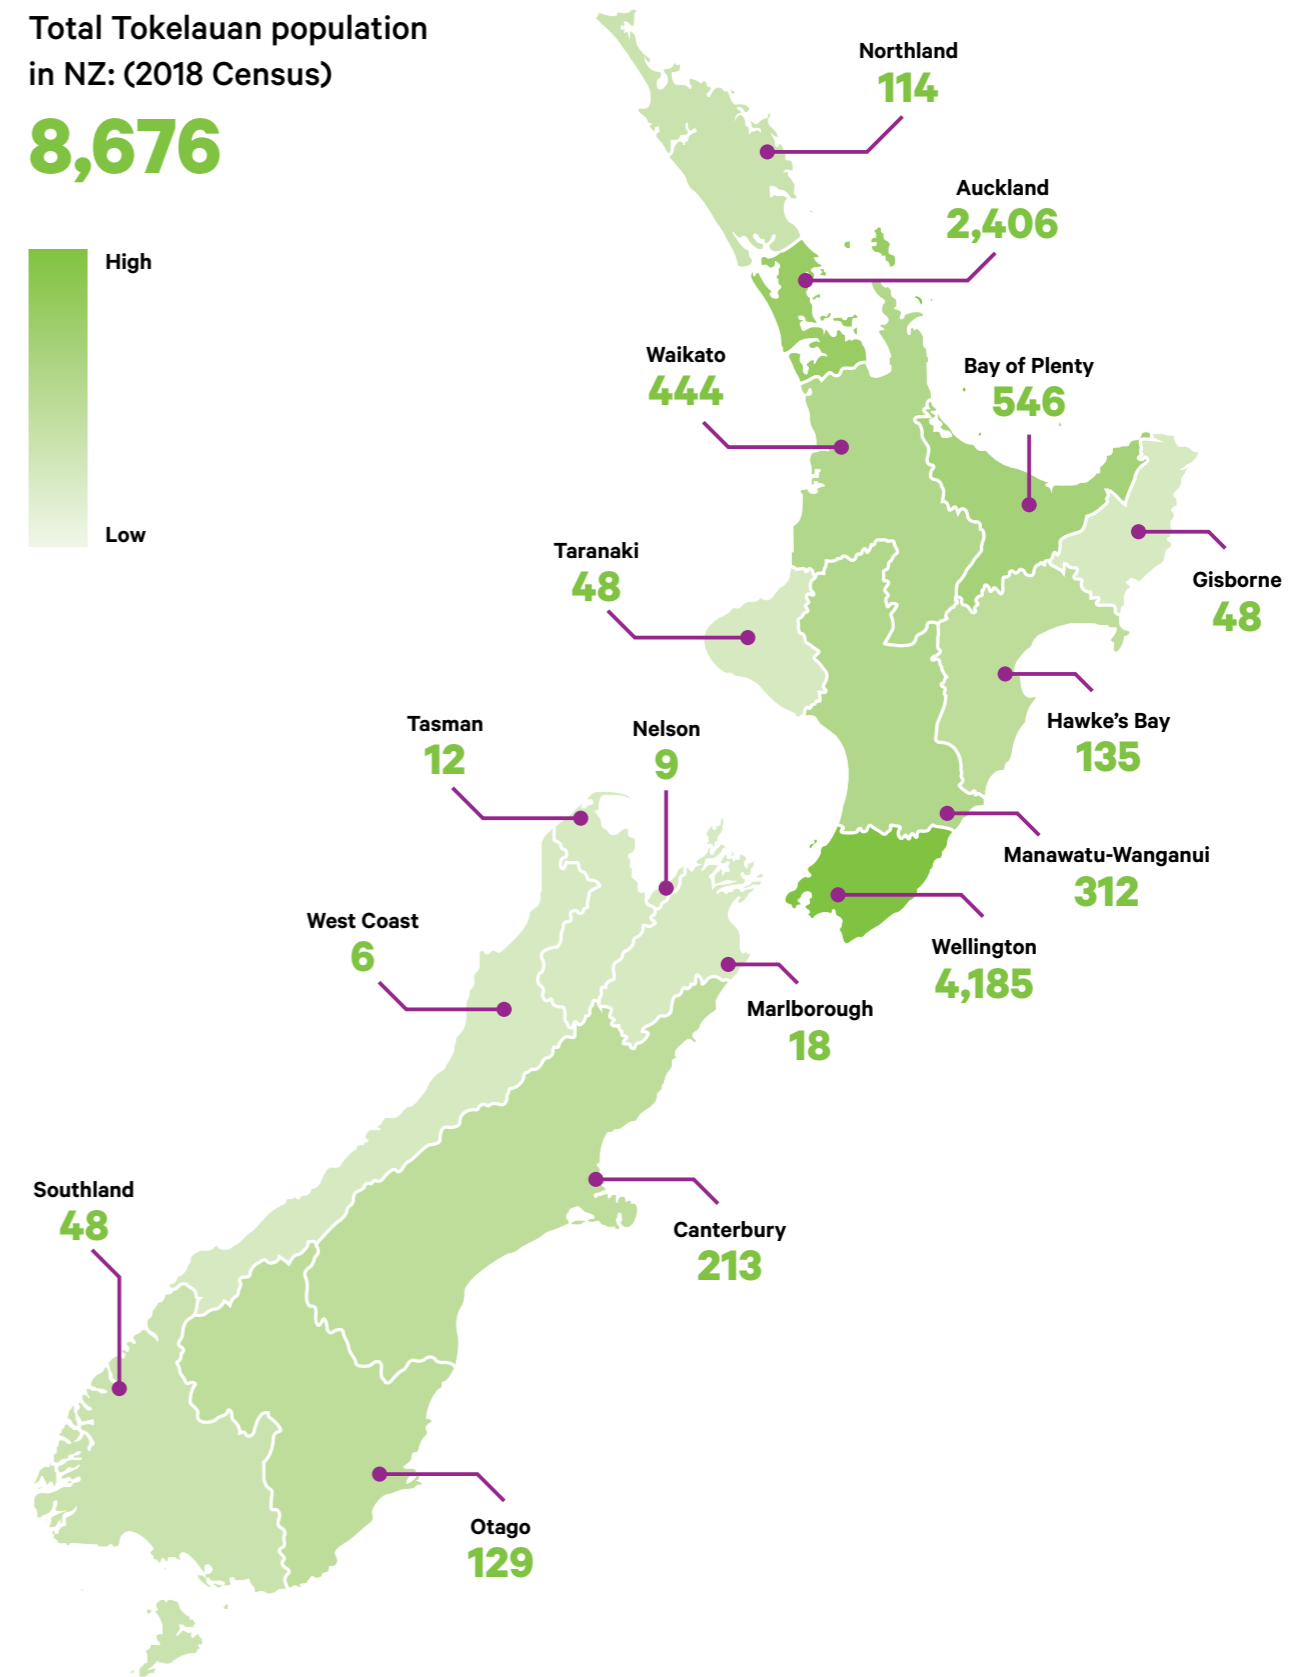 Total Tokelauan population
in NZ: (2018 Census)
8,676
High
Low
Northland
114
Auckland
2,406
Waikato
444
Bay of Plenty
546
Taranaki
48
Gisborne
48
Hawke’s Bay
135
Tasman
12
Nelson
9
Manawatu-Wanganui
312
West Coast
6
Wellington
4,185
Marlborough
18
Southland
48
Canterbury
213
Otago
129